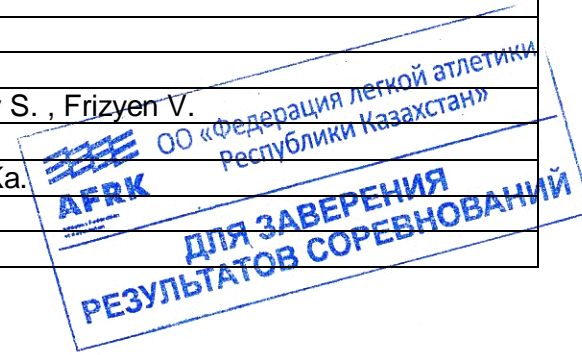 S. , Frizyen V.
Ka.
ОО «Федерация легкой атлетики
Республики Казахстан»
AFRK
ДЛЯ ЗАВЕРЕНИЯ
РЕЗУЛЬТАТОВ СОРЕВНОВАНИЙ